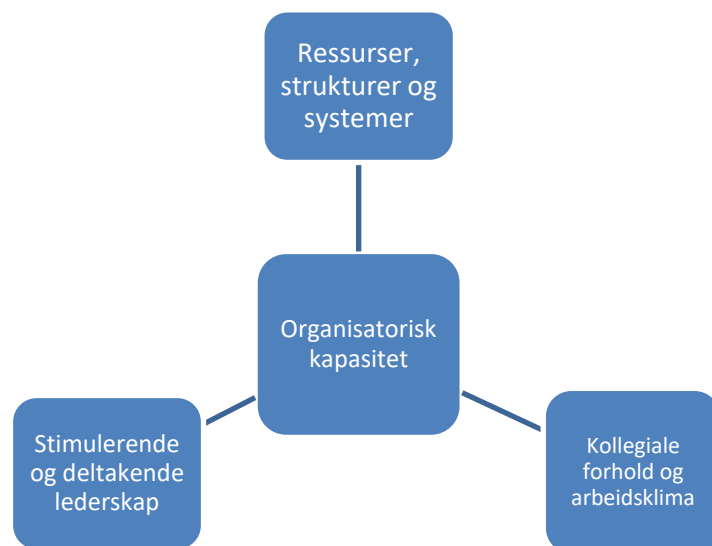 Ressurser,
strukturer og
systemer
Organisatorisk
kapasitet
Stimulerende
og deltakende
lederskap
Kollegiale
forhold og
arbeidsklima